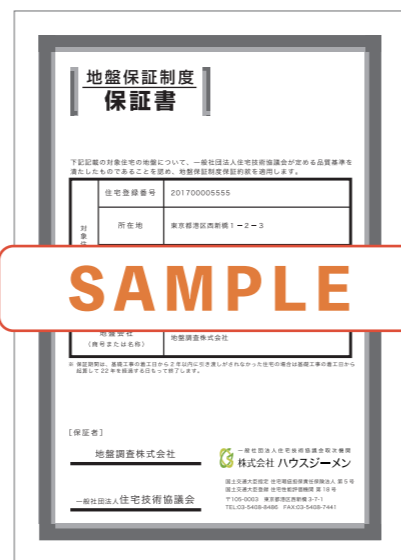 地盤保証制度
保証書
下記記載の対象住宅の地盤について、一般社団法人住宅技術協議会が定める品質基準を
満たしたものであることを認め、地盤保証制度保証約款を適用します。
対象住
住宅登録番号 201700005555
所在地 東京都港区西新橋1-2-3
SAMPLE
地盤会社
(商号または名称)
地盤調査株式会社
※ 保証期間は、基礎工事の着工日から2年以内に引き渡しがされなかった住宅の場合は基礎工事の着工日から
起算して22年を経過する日もって終了します。
[保証者]
地盤調査株式会社
一般社団法人住宅技術協議会
一般社団法人住宅技術協議会取次機関
株式会社 ハウスジーメン
国土交通大臣指定 住宅瑕疵担保責任保険法人 第5号
国土交通大臣登録 住宅性能評価機関 第18号
〒105-0003 東京都港区西新橋3-7-1
TEL:03-5408-8486 FAX:03-5408-7441